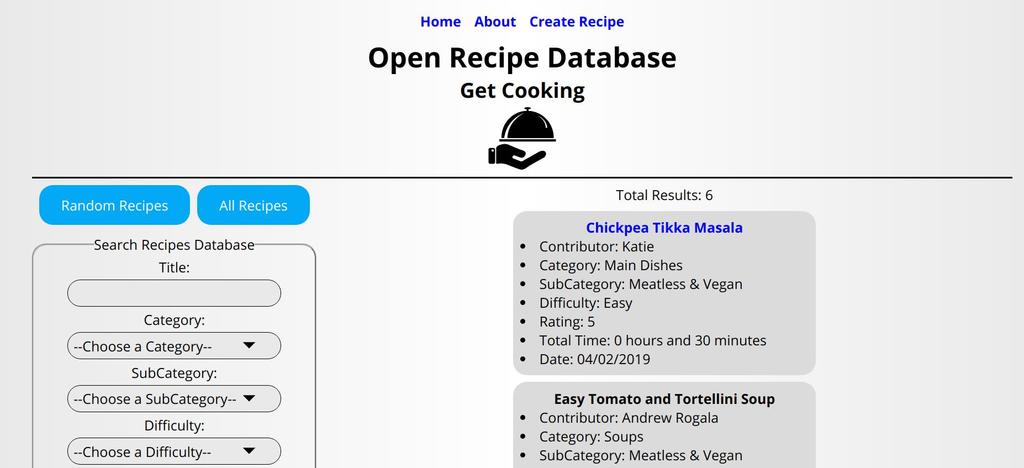 Home About Create Recipe
Open Recipe Database
Get Cooking
Random Recipes
All Recipes
Search Recipes Database
Title:
Category:
--Choose a Category--
SubCategory:
--Choose a SubCategory--
Difficulty:
--Choose a Difficulty--
Total Results: 6
Chickpea Tikka Masala
Contributor: Katie
Category: Main Dishes
SubCategory: Meatless & Vegan
Difficulty: Easy
Rating: 5
Total Time: 0 hours and 30 minutes
Date: 04/02/2019
Easy Tomato and Tortellini Soup
Contributor: Andrew Rogala
Category: Soups
SubCategory: Meatless & Vegan